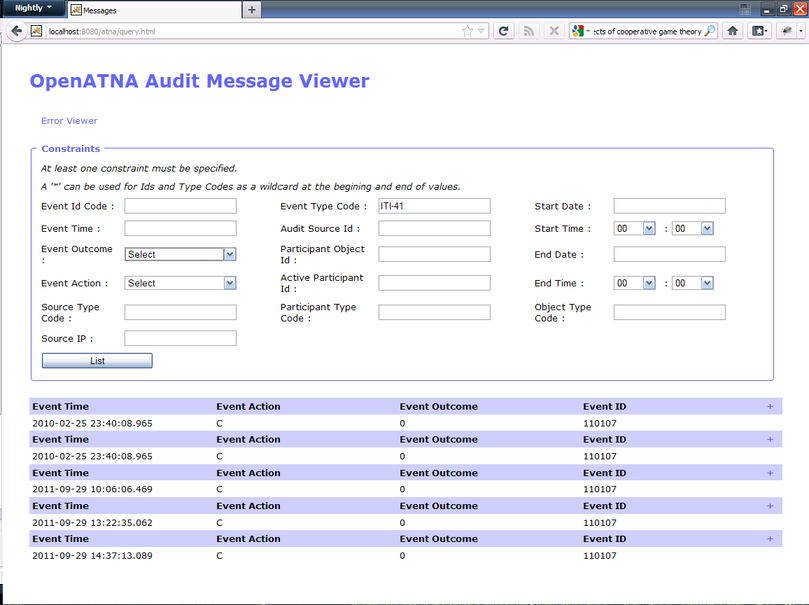 Nightly
Messages
localhost:8080/atna/query.html
cts of cooperative game theory
OpenATNA Audit Message Viewer
Error Viewer
Constraints
At least one constraint must be specified.
A '*' can be used for Ids and Type Codes as a wildcard at the begining and end of values.
Event Id Code : Event Type Code : ITI-41 Start Date :
Event Time : Audit Source Id : Start Time : 00 : 00
Event Outcome : Select Participant Object Id : End Date :
Event Action : Select Active Participant Id : End Time : 00 : 00
Source Type Code : Participant Type Code : Object Type Code :
Source IP :
List
Event Time Event Action Event Outcome Event ID +
2010-02-25 23:40:08.965 C 0 110107
Event Time Event Action Event Outcome Event ID +
2010-02-25 23:40:08.965 C 0 110107
Event Time Event Action Event Outcome Event ID +
2011-09-29 10:06:06.469 C 0 110107
Event Time Event Action Event Outcome Event ID +
2011-09-29 13:22:35.062 C 0 110107
Event Time Event Action Event Outcome Event ID +
2011-09-29 14:37:13.089 C 0 110107